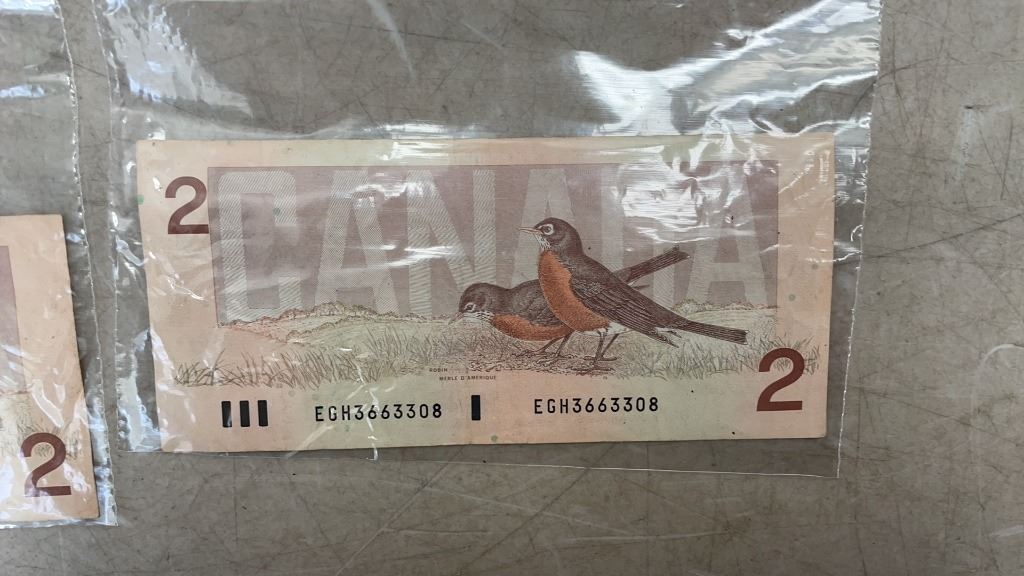 2
CANADA
ROBIN
MERLE D'AMÉRIQUE
2
EGH3663308 EGH3663308
2